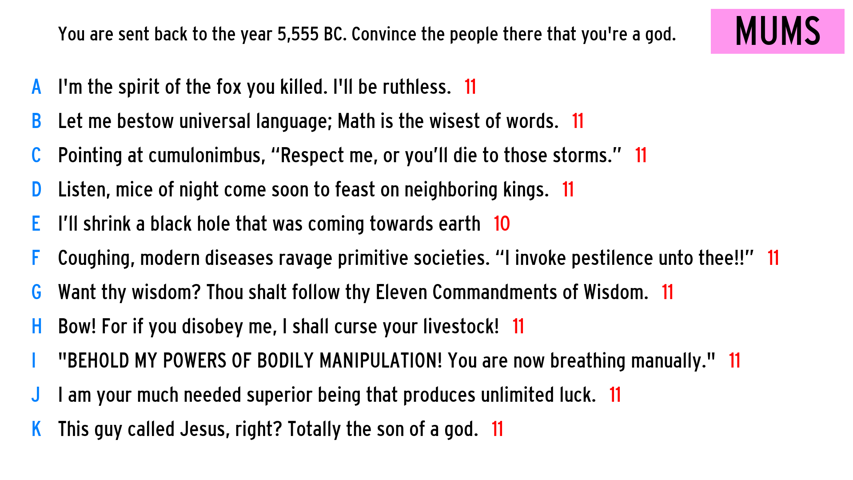 You are sent back to the year 5,555 BC. Convince the people there that you're a god.
MUMS
A I'm the spirit of the fox you killed. I'll be ruthless. 11
B Let me bestow universal language; Math is the wisest of words. 11
C Pointing at cumulonimbus, “Respect me, or you’ll die to those storms.” 11
D Listen, mice of night come soon to feast on neighboring kings. 11
E I’ll shrink a black hole that was coming towards earth 10
F Coughing, modern diseases ravage primitive societies. “I invoke pestilence unto thee!!” 11
G Want thy wisdom? Thou shalt follow thy Eleven Commandments of Wisdom. 11
H Bow! For if you disobey me, I shall curse your livestock! 11
I "BEHOLD MY POWERS OF BODILY MANIPULATION! You are now breathing manually." 11
J I am your much needed superior being that produces unlimited luck. 11
K This guy called Jesus, right? Totally the son of a god. 11